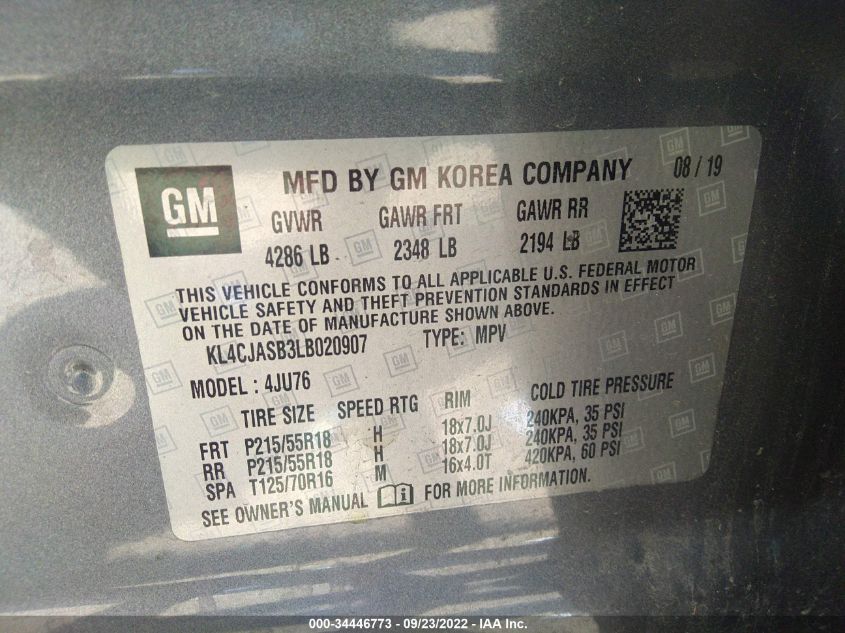 GM
MFD BY GM KOREA COMPANY 08 / 19
GVWR GAWR FRT GAWR RR
4286 LB 2348 LB 2194 LB
THIS VEHICLE CONFORMS TO ALL APPLICABLE U.S. FEDERAL MOTOR
VEHICLE SAFETY AND THEFT PREVENTION STANDARDS IN EFFECT
ON THE DATE OF MANUFACTURE SHOWN ABOVE.
KL4CJASB3LB020907 TYPE: MPV
MODEL : 4JU76
TIRE SIZE SPEED RTG RIM COLD TIRE PRESSURE
FRT P215/55R18 H 18x7.0J 240KPA, 35 PSI
RR P215/55R18 H 18x7.0J 240KPA, 35 PSI
SPA T125/70R16 M 16x4.0T 420KPA, 60 PSI
SEE OWNER'S MANUAL FOR MORE INFORMATION.
000-34446773 - 09/23/2022 - IAA Inc.